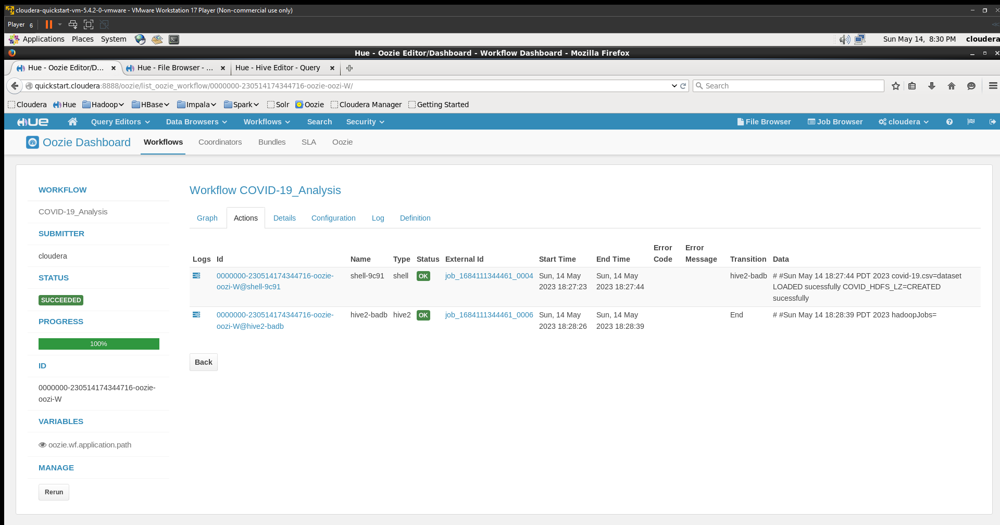 cloudera-quickstart-vm-5.4.2-0-vmware - VMware Workstation 17 Player (Non-commercial use only)
Player 6
Applications Places System Sun May 14, 8:30 PM cloudera
Hue - Oozie Editor/Dashboard - Workflow Dashboard - Mozilla Firefox
Hue - Oozie Editor/D... Hue - File Browser - ... Hue - Hive Editor - Query
quickstart.cloudera:8888/oozie/list_oozie_workflow/0000000-230514174344716-oozie-oozi-W/ Search
Cloudera Hue Hadoop HBase Impala Spark Solr Oozie Cloudera Manager Getting Started
HUE Query Editors Data Browsers Workflows Search Security File Browser Job Browser cloudera
Oozie Dashboard Workflows Coordinators Bundles SLA Oozie
WORKFLOW
COVID-19_Analysis
SUBMITTER
cloudera
STATUS
SUCCEEDED
PROGRESS
100%
ID
0000000-230514174344716-oozie-
oozi-W
VARIABLES
oozie.wf.application.path
MANAGE
Rerun
Workflow COVID-19_Analysis
Graph Actions Details Configuration Log Definition
Logs Id Name Type Status External Id Start Time End Time Error Code Error Message Transition Data
0000000-230514174344716-oozie- shell-9c91 shell OK job_1684111344461_0004 Sun, 14 May Sun, 14 May hive2-badb # #Sun May 14 18:27:44 PDT 2023 covid-19.csv=dataset
oozi-W@shell-9c91 2023 18:27:23 2023 18:27:44 LOADED sucessfully COVID_HDFS_LZ=CREATED
sucessfully
0000000-230514174344716-oozie- hive2-badb hive2 OK job_1684111344461_0006 Sun, 14 May Sun, 14 May End # #Sun May 14 18:28:39 PDT 2023 hadoopJobs=
oozi-W@hive2-badb 2023 18:28:26 2023 18:28:39
Back